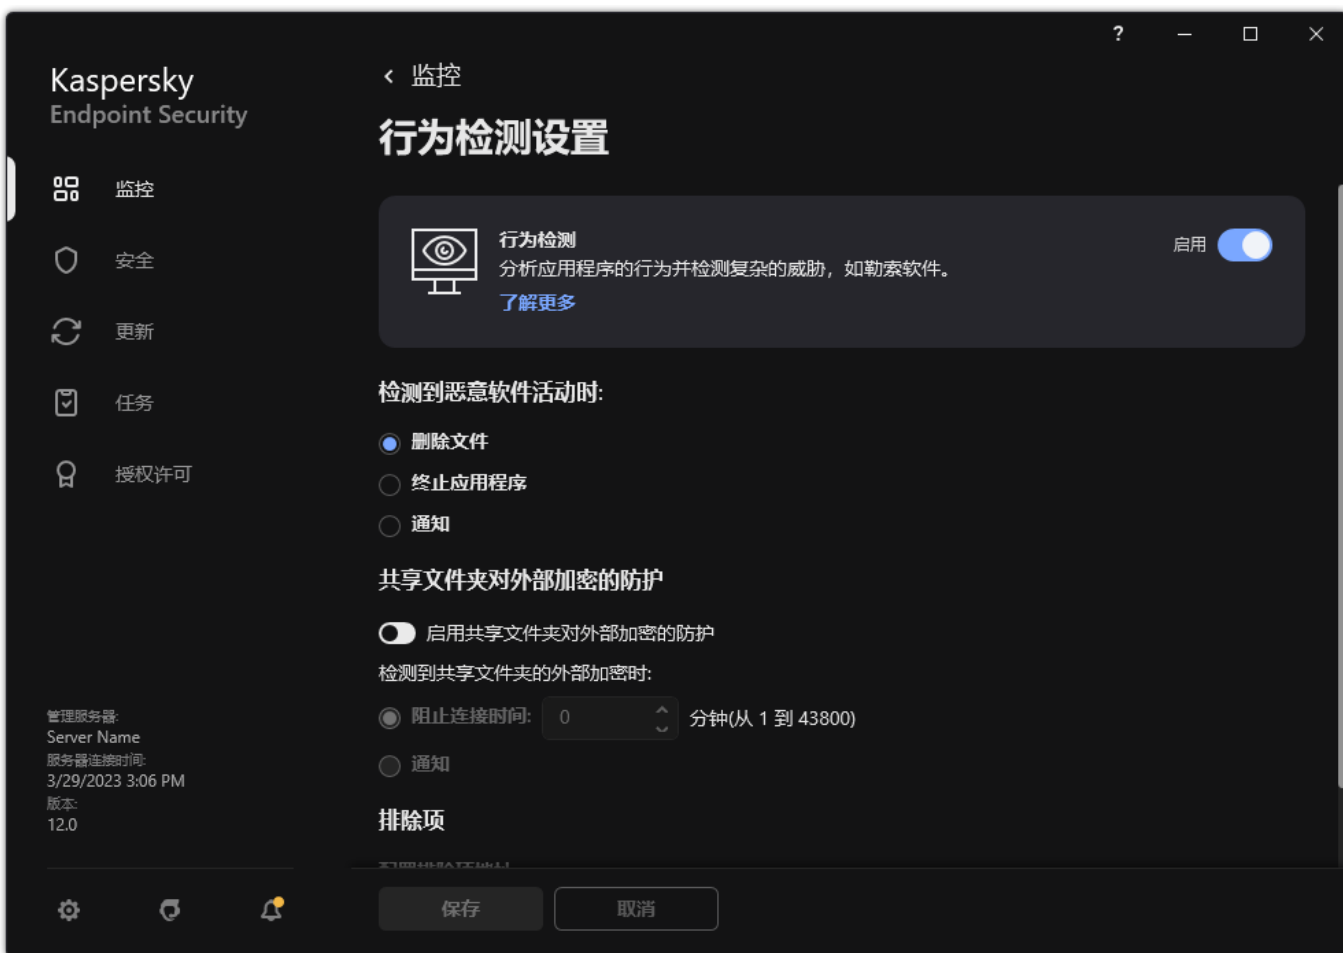 ?
Kaspersky
Endpoint Security
监控
安全
更新
任务
授权许可
管理服务器:
Server Name
服务器连接时间:
3/29/2023 3:06 PM
版本:
12.0
监控
行为检测设置
行为检测
分析应用程序的行为并检测复杂的威胁，如勒索软件。
了解更多
启用
检测到恶意软件活动时:
删除文件
终止应用程序
通知
共享文件夹对外部加密的防护
启用共享文件夹对外部加密的防护
检测到共享文件夹的外部加密时:
阻止连接时间: 0 分钟(从 1 到 43800)
通知
排除项
保存
取消